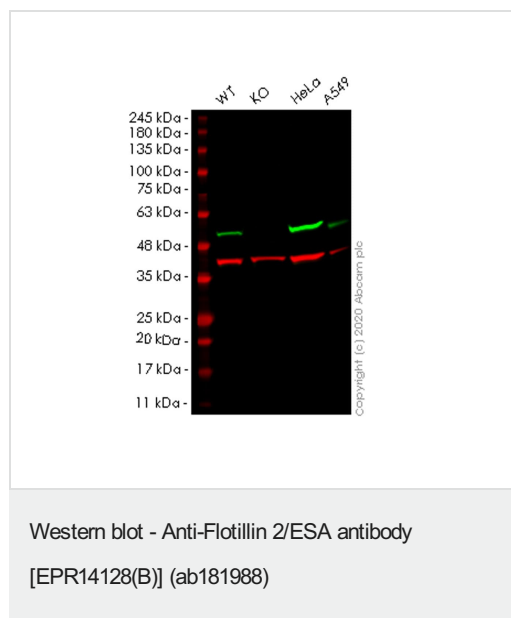 WT KO HeLa A549
245 kDa -
180 kDa -
135 kDa -
100 kDa -
75 kDa -
63 kDa -
48 kDa -
35 kDa -
25 kDa -
20 kDa -
17 kDa -
11 kDa -
Copyright (c) 2020 Abcam plc
Western blot - Anti-Flotillin 2/ESA antibody
[EPR14128(B)] (ab181988)